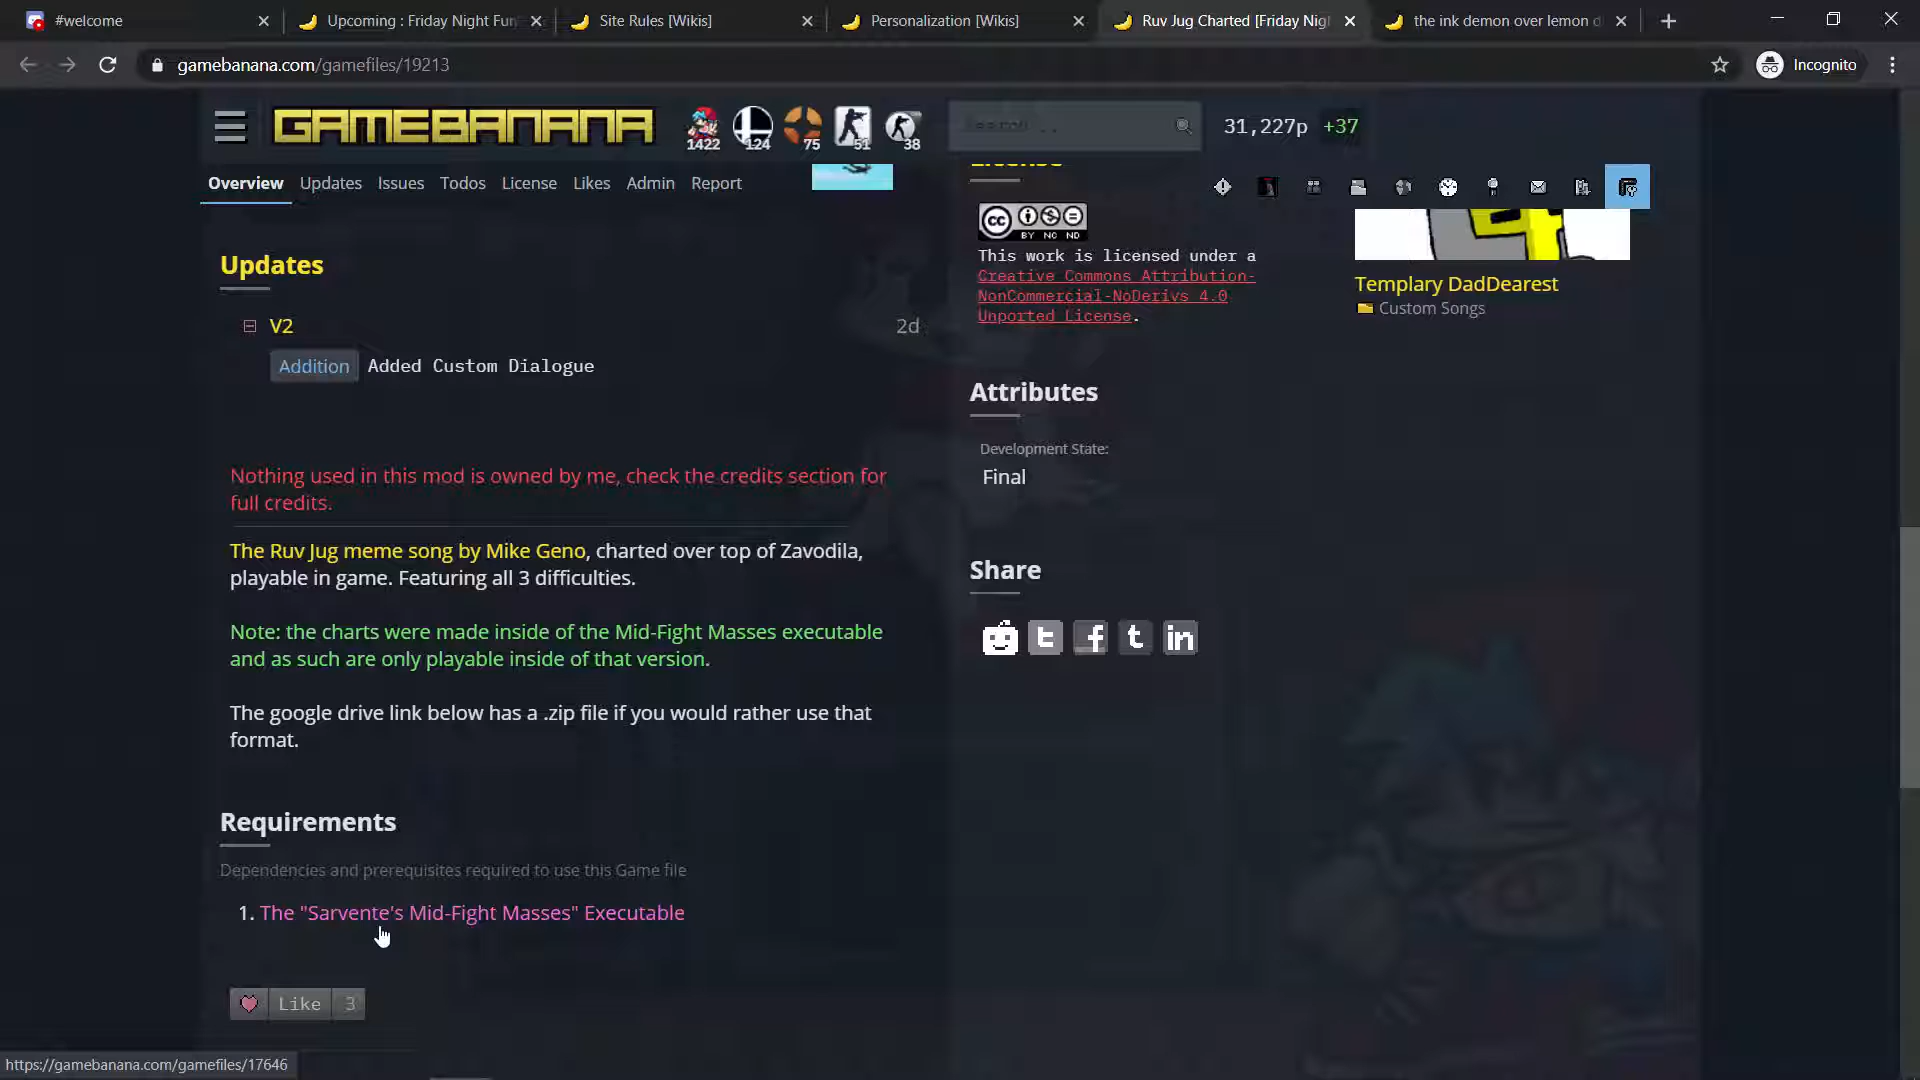 #welcome
Upcoming : Friday Night Fun
Site Rules [Wikis]
Personalization [Wikis]
Ruv Jug Charted [Friday Nig
the ink demon over lemon d
gamebanana.com/gamefiles/19213
Incognito
GAMEBANANA
1422
124
75
51
38
Search ...
31,227p +37
Overview
Updates
Issues
Todos
License
Likes
Admin
Report
License
BY NC ND
This work is licensed under a
Creative Commons Attribution-
NonCommercial-NoDerivs 4.0
Unported License.
Templary DadDearest
Custom Songs
Updates
V2
2d
Addition
Added Custom Dialogue
Attributes
Development State:
Final
Nothing used in this mod is owned by me, check the credits section for
full credits.
The Ruv Jug meme song by Mike Geno, charted over top of Zavodila,
playable in game. Featuring all 3 difficulties.
Share
Note: the charts were made inside of the Mid-Fight Masses executable
and as such are only playable inside of that version.
The google drive link below has a .zip file if you would rather use that
format.
Requirements
Dependencies and prerequisites required to use this Game file
1. The "Sarvente's Mid-Fight Masses" Executable
Like 3
https://gamebanana.com/gamefiles/17646